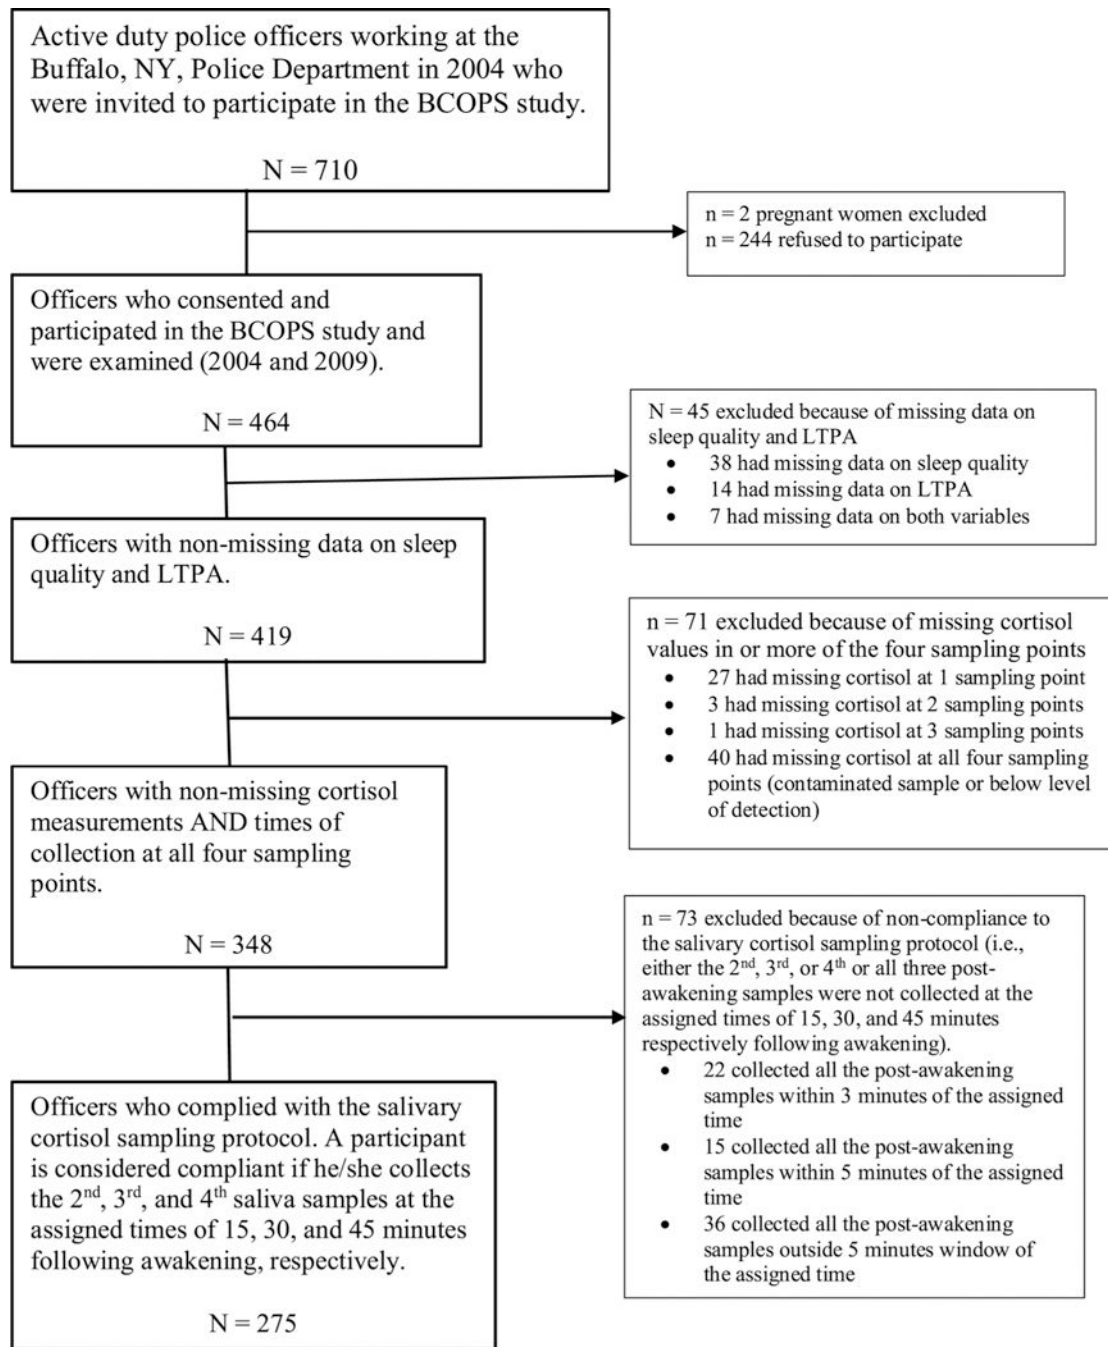 Active duty police officers working at the
Buffalo, NY, Police Department in 2004 who
were invited to participate in the BCOPS study.
N = 710
n = 2 pregnant women excluded
n = 244 refused to participate
Officers who consented and
participated in the BCOPS study and
were examined (2004 and 2009).
N = 464
N = 45 excluded because of missing data on
sleep quality and LTPA
• 38 had missing data on sleep quality
• 14 had missing data on LTPA
• 7 had missing data on both variables
Officers with non-missing data on sleep
quality and LTPA.
N = 419
n = 71 excluded because of missing cortisol
values in or more of the four sampling points
• 27 had missing cortisol at 1 sampling point
• 3 had missing cortisol at 2 sampling points
• 1 had missing cortisol at 3 sampling points
• 40 had missing cortisol at all four sampling
points (contaminated sample or below level
of detection)
Officers with non-missing cortisol
measurements AND times of
collection at all four sampling
points.
N = 348
n = 73 excluded because of non-compliance to
the salivary cortisol sampling protocol (i.e.,
either the 2nd, 3rd, or 4th or all three post-
awakening samples were not collected at the
assigned times of 15, 30, and 45 minutes
respectively following awakening).
• 22 collected all the post-awakening
samples within 3 minutes of the assigned
time
• 15 collected all the post-awakening
samples within 5 minutes of the assigned
time
• 36 collected all the post-awakening
samples outside 5 minutes window of
the assigned time
Officers who complied with the salivary
cortisol sampling protocol. A participant
is considered compliant if he/she collects
the 2nd, 3rd, and 4th saliva samples at the
assigned times of 15, 30, and 45 minutes
following awakening, respectively.
N = 275